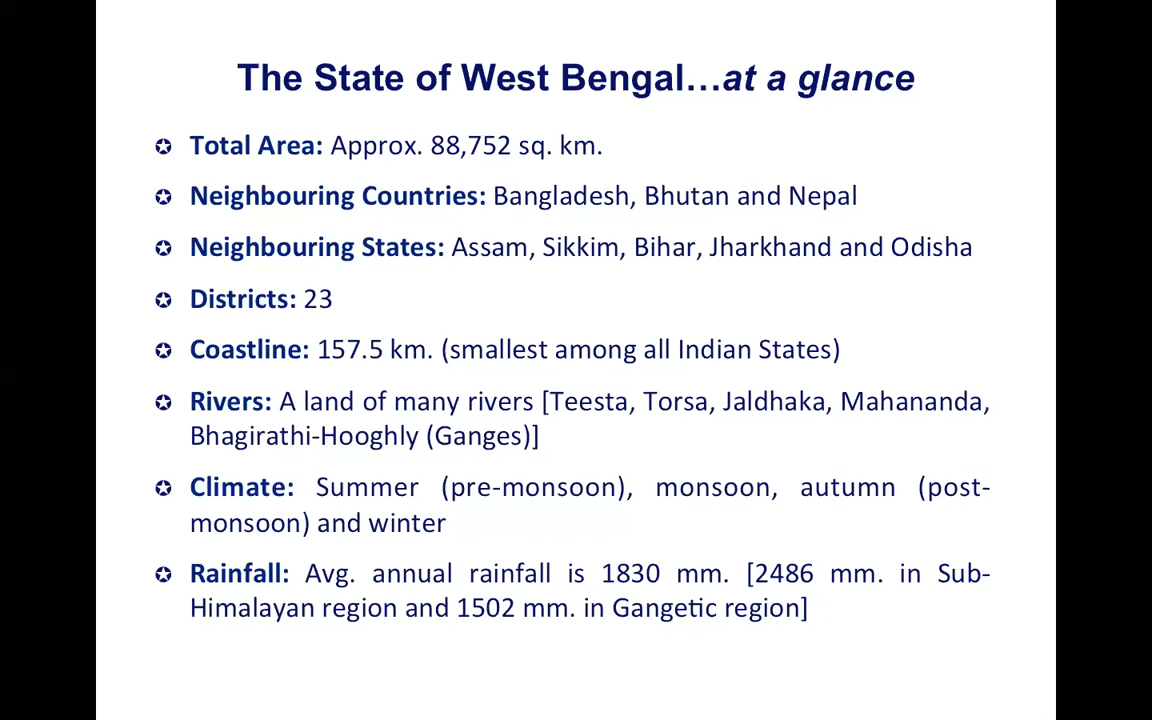 The State of West Bengal…at a glance
✪ Total Area: Approx. 88,752 sq. km.
✪ Neighbouring Countries: Bangladesh, Bhutan and Nepal
✪ Neighbouring States: Assam, Sikkim, Bihar, Jharkhand and Odisha
✪ Districts: 23
✪ Coastline: 157.5 km. (smallest among all Indian States)
✪ Rivers: A land of many rivers [Teesta, Torsa, Jaldhaka, Mahananda,
Bhagirathi-Hooghly (Ganges)]
✪ Climate: Summer (pre-monsoon), monsoon, autumn (post-
monsoon) and winter
✪ Rainfall: Avg. annual rainfall is 1830 mm. [2486 mm. in Sub-
Himalayan region and 1502 mm. in Gangetic region]